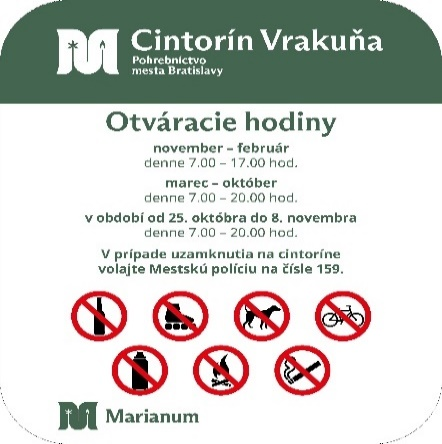 Cintorín Vrakuňa
Pohrebníctvo
mesta Bratislavy
Otváracie hodiny
november – február
denne 7.00 – 17.00 hod.
marec – október
denne 7.00 – 20.00 hod.
v období od 25. októbra do 8. novembra
denne 7.00 – 20.00 hod.
V prípade uzamknutia na cintoríne
volajte Mestskú políciu na čísle 159.
Marianum